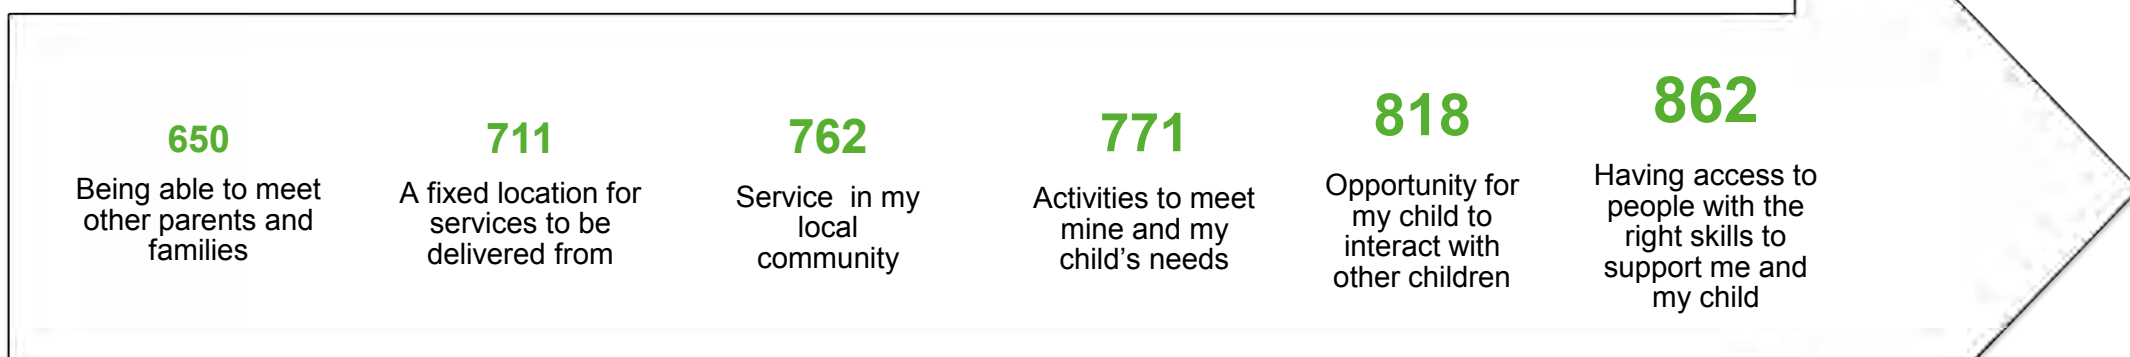 650
Being able to meet
other parents and
families
711
A fixed location for
services to be
delivered from
762
Service  in my
local
community
771
Activities to meet
mine and my
child’s needs
818
Opportunity for
my child to
interact with
other children
862
Having access to
people with the
right skills to
support me and
my child